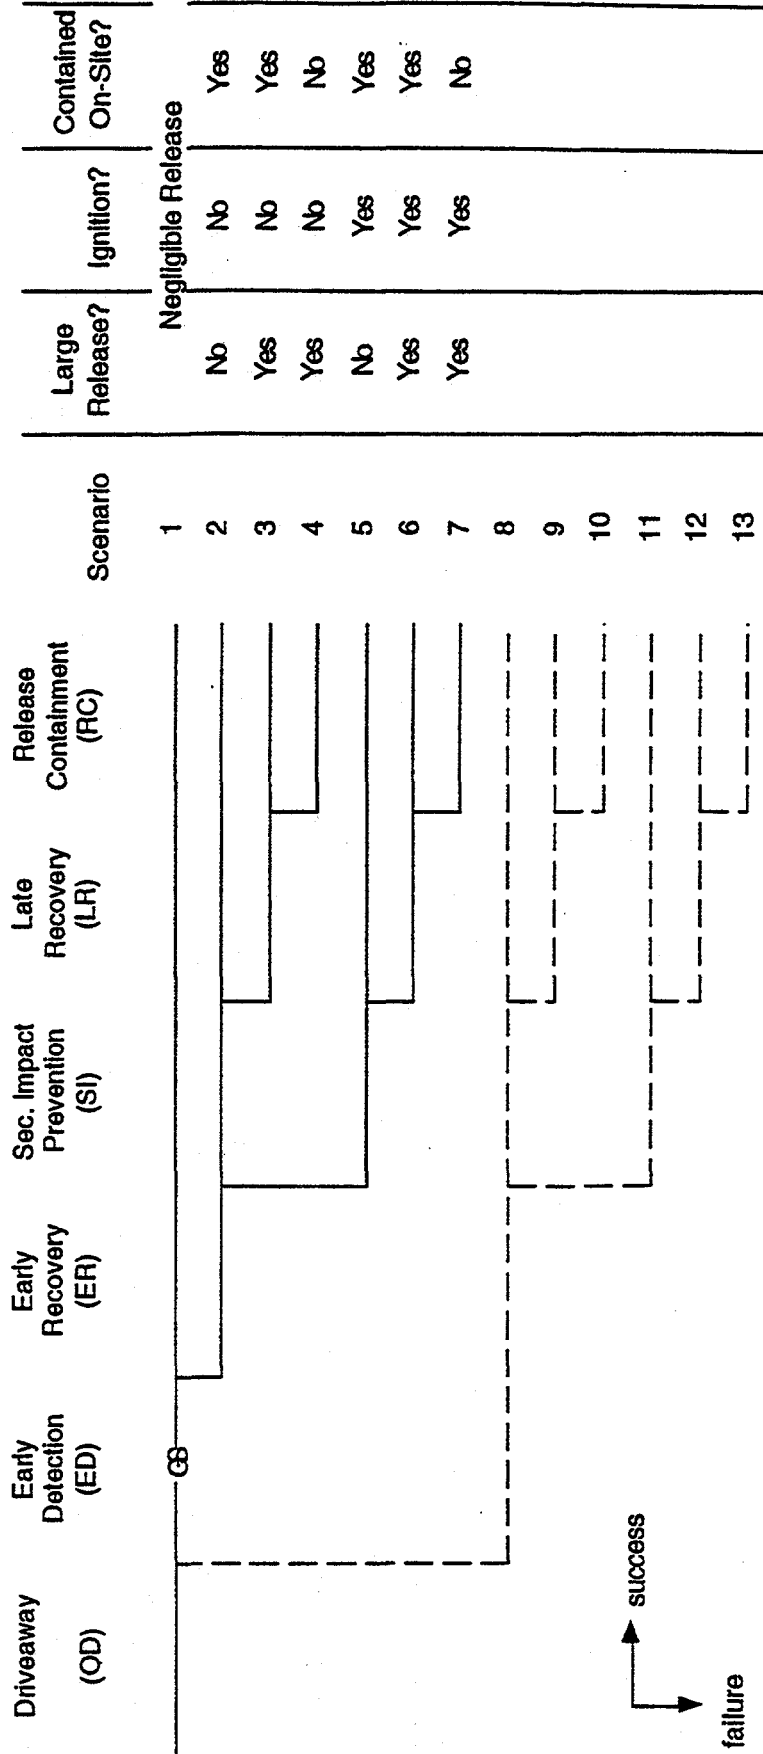 Driveaway
(QD)
Early
Detection
(ED)
Early
Recovery
(ER)
Sec. Impact
Prevention
(SI)
Late
Recovery
(LR)
Release
Containment
(RC)
Scenario
Large
Release?
Ignition?
Contained
On-Site?
1
Negligible Release
2 No No Yes
3 Yes No Yes
4 Yes No No
5 No Yes Yes
6 Yes Yes Yes
7 Yes Yes No
8
9
10
11
12
13
success
failure